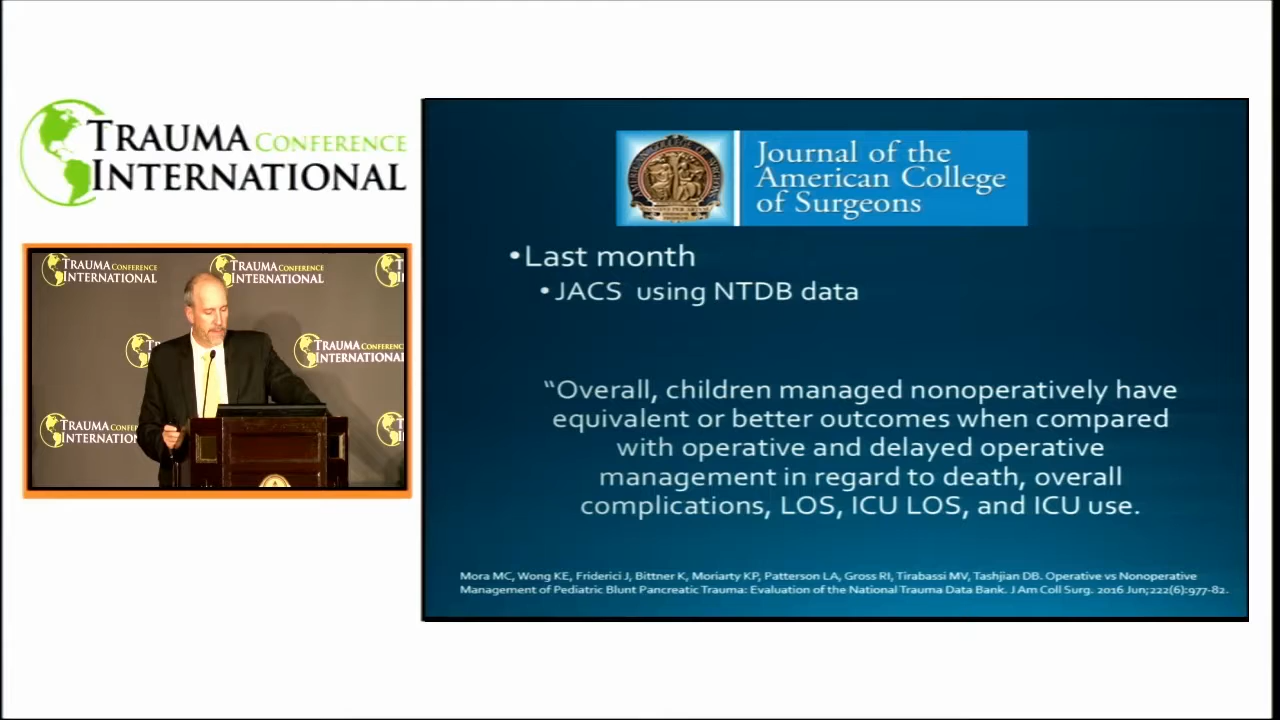 TRAUMA CONFERENCE
INTERNATIONAL
Journal of the
American College
of Surgeons
•Last month
•JACS using NTDB data
“Overall, children managed nonoperatively have
equivalent or better outcomes when compared
with operative and delayed operative
management in regard to death, overall
complications, LOS, ICU LOS, and ICU use.
Mora MC, Wong KE, Friderici J, Bittner K, Moriarty KP, Patterson LA, Gross RI, Tirabassi MV, Tashjian DB. Operative vs Nonoperative
Management of Pediatric Blunt Pancreatic Trauma: Evaluation of the National Trauma Data Bank. J Am Coll Surg. 2016 Jun;222(6):977-82.
TRAUMA CONFERENCE
INTERNATIONAL
TRAUMA CONFERENCE
INTERNATIONAL
TRAUMA CONFERENCE
INTERNATIONAL
TRAUMA
INTERNATION